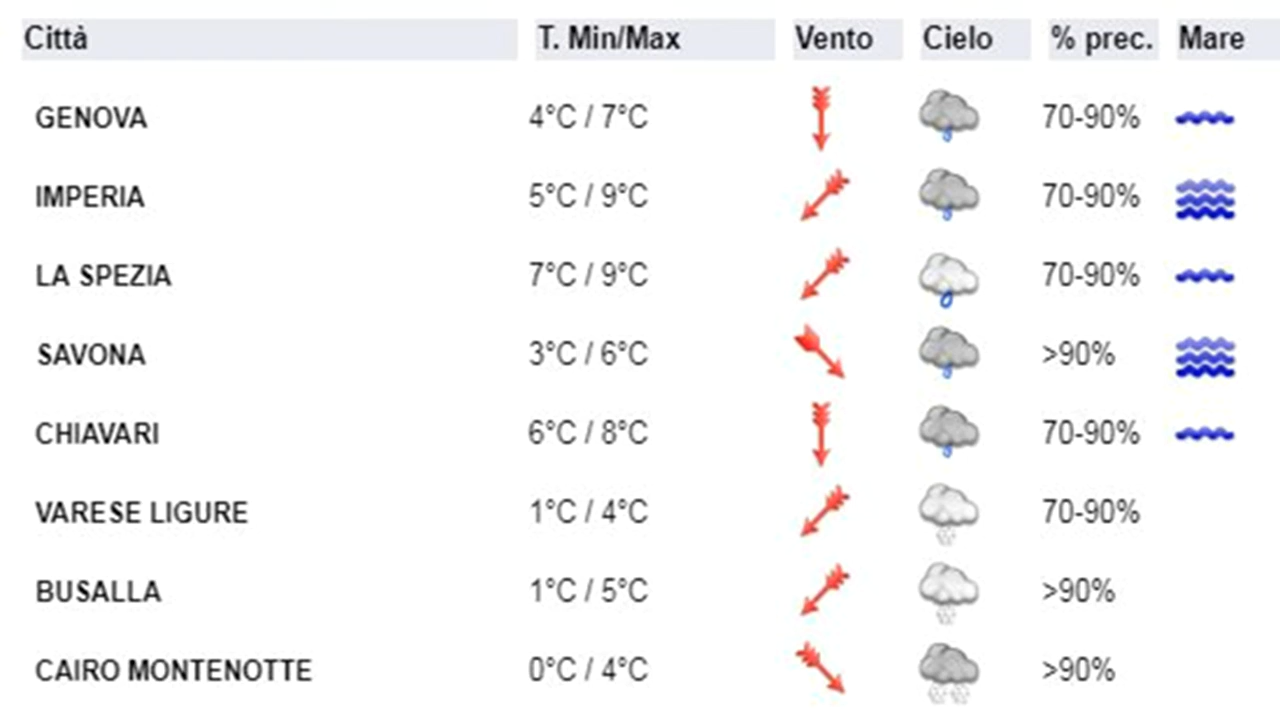 Città T. Min/Max Vento Cielo % prec. Mare
GENOVA 4°C / 7°C 70-90%
IMPERIA 5°C / 9°C 70-90%
LA SPEZIA 7°C / 9°C 70-90%
SAVONA 3°C / 6°C >90%
CHIAVARI 6°C / 8°C 70-90%
VARESE LIGURE 1°C / 4°C 70-90%
BUSALLA 1°C / 5°C >90%
CAIRO MONTENOTTE 0°C / 4°C >90%